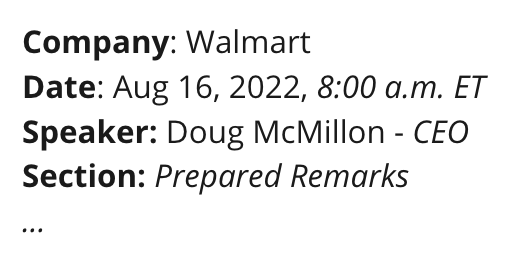 Company: Walmart
Date: Aug 16, 2022, 8:00 a.m. ET
Speaker: Doug McMillon - CEO
Section: Prepared Remarks
...